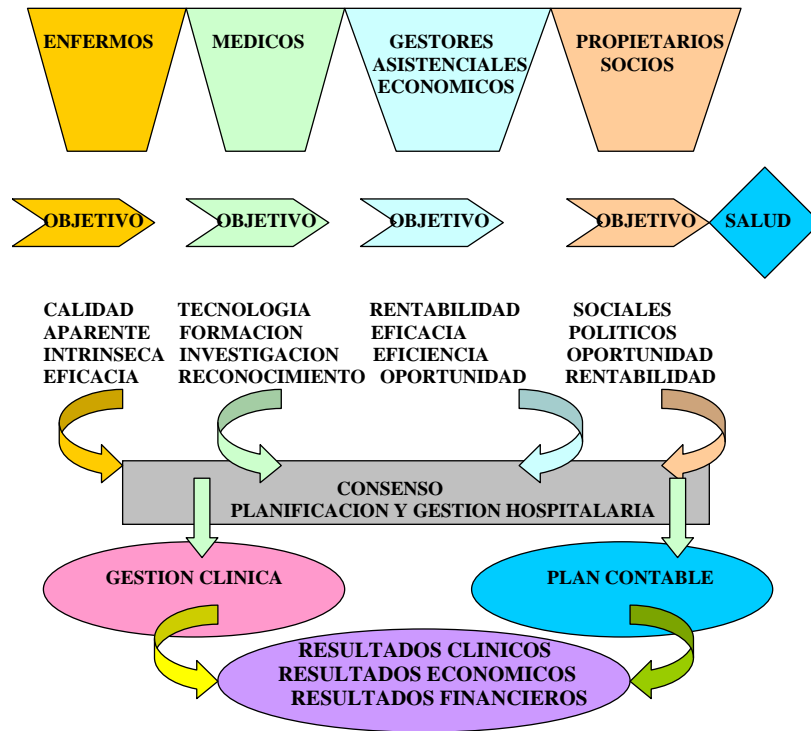 ENFERMOS
MEDICOS
GESTORES
ASISTENCIALES
ECONOMICOS
PROPIETARIOS
SOCIOS
OBJETIVO
OBJETIVO
OBJETIVO
OBJETIVO
SALUD
CALIDAD
APARENTE
INTRINSECA
EFICACIA
TECNOLOGIA
FORMACION
INVESTIGACION
RECONOCIMIENTO
RENTABILIDAD
EFICACIA
EFICIENCIA
OPORTUNIDAD
SOCIALES
POLITICOS
OPORTUNIDAD
RENTABILIDAD
CONSENSO
PLANIFICACION Y GESTION HOSPITALARIA
GESTION CLINICA
PLAN CONTABLE
RESULTADOS CLINICOS
RESULTADOS ECONOMICOS
RESULTADOS FINANCIEROS